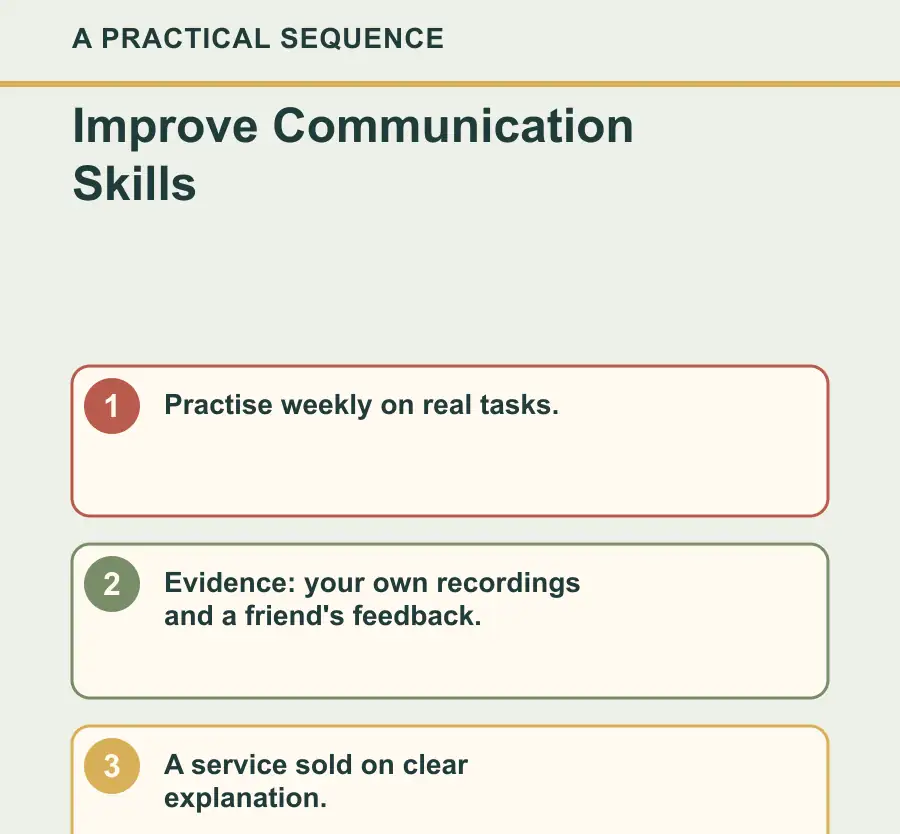 A PRACTICAL SEQUENCE
Improve Communication
Skills
1
Practise weekly on real tasks.
2
Evidence: your own recordings
and a friend's feedback.
3
A service sold on clear
explanation.